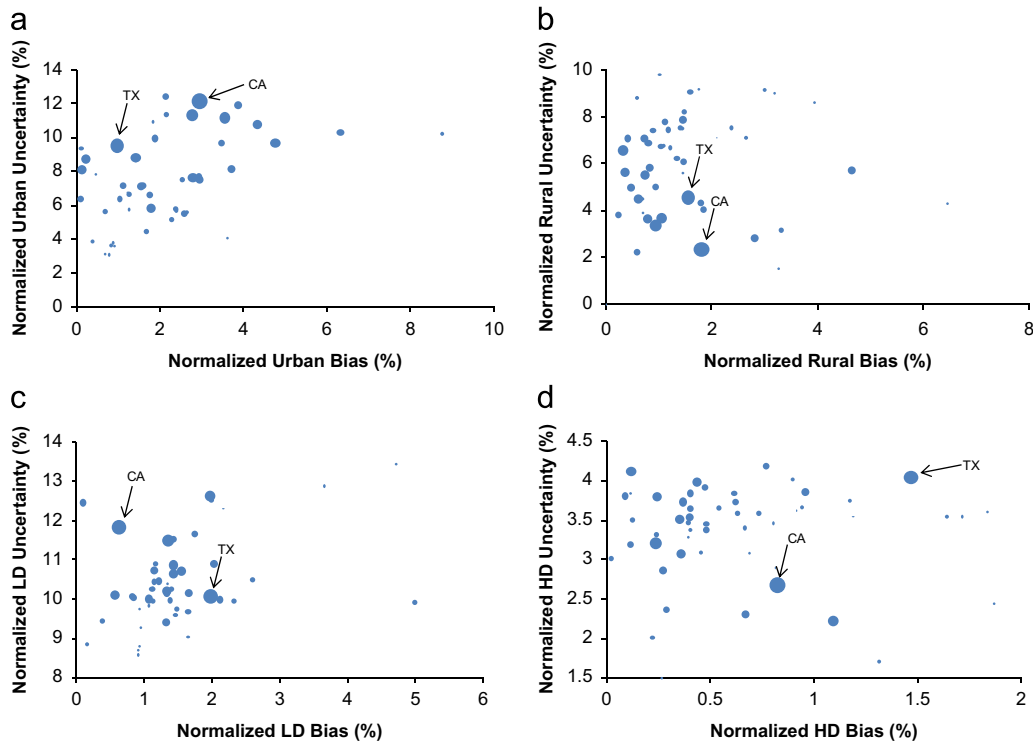 a
Normalized Urban Uncertainty (%)
14
12
10
8
6
4
2
0
TX
CA
0
2
4
6
8
10
Normalized Urban Bias (%)
b
Normalized Rural Uncertainty (%)
10
8
6
4
2
0
TX
CA
0
2
4
6
8
Normalized Rural Bias (%)
c
Normalized LD Uncertainty (%)
14
13
12
11
10
9
8
CA
TX
0
1
2
3
4
5
6
Normalized LD Bias (%)
d
Normalized HD Uncertainty (%)
4.5
4
3.5
3
2.5
2
1.5
TX
CA
0
0.5
1
1.5
2
Normalized HD Bias (%)